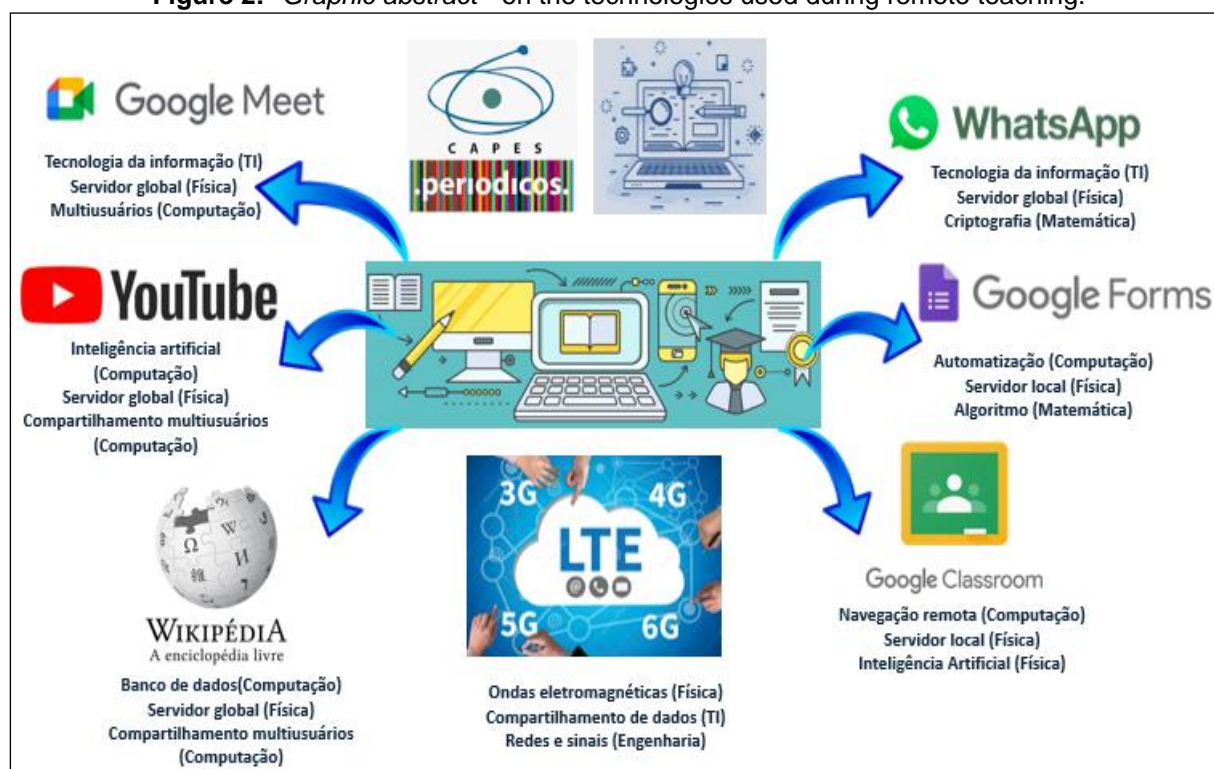 Figure 2: "Graphic abstract" on the technologies used during remote teaching.
Google Meet
Tecnologia da informação (TI)
Servidor global (Física)
Multiusuários (Computação)
CAPES
.periodicos.
WhatsApp
Tecnologia da informação (TI)
Servidor global (Física)
Criptografia (Matemática)
YouTube
Inteligência artificial
(Computação)
Servidor global (Física)
Compartilhamento multiusuários
(Computação)
Google Forms
Automatização (Computação)
Servidor local (Física)
Algoritmo (Matemática)
WIKIPÉDIA
A enciclopédia livre
Banco de dados(Computação)
Servidor global (Física)
Compartilhamento multiusuários
(Computação)
3G
4G
LTE
5G
6G
Ondas eletromagnéticas (Física)
Compartilhamento de dados (TI)
Redes e sinais (Engenharia)
Google Classroom
Navegação remota (Computação)
Servidor local (Física)
Inteligência Artificial (Física)